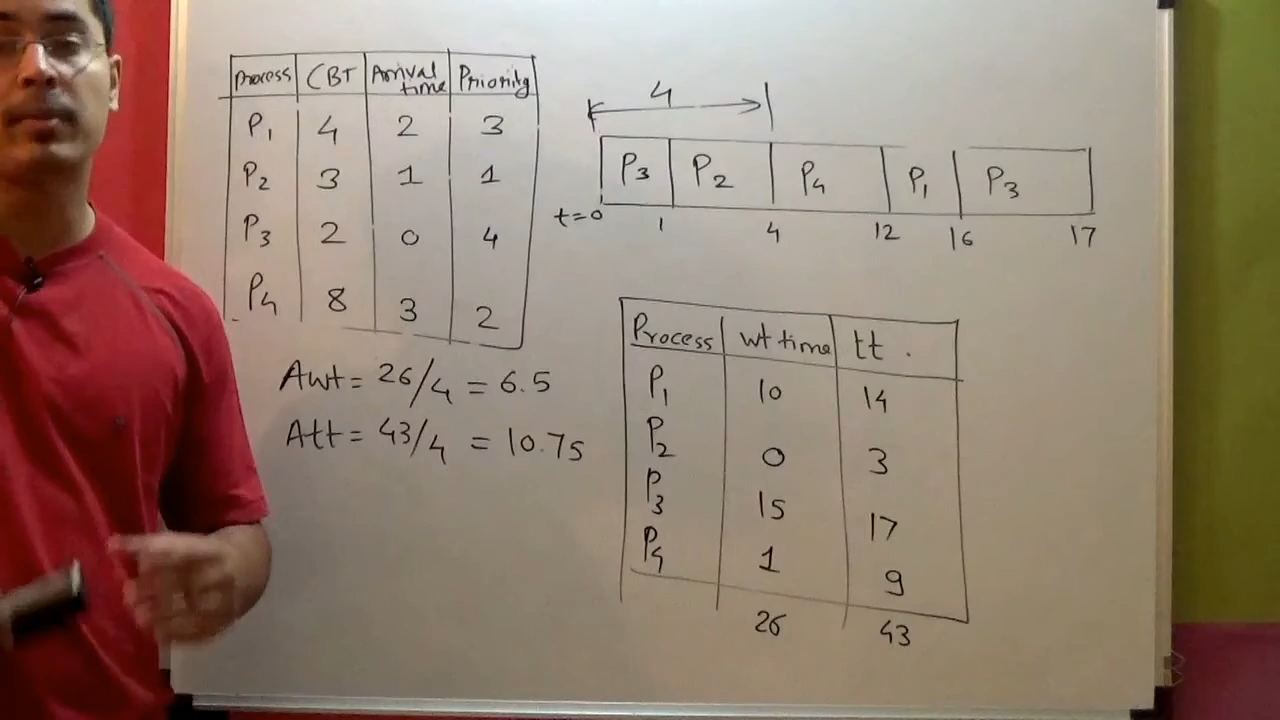 Process CBT Arrival time Priority
P1 4 2 3
P2 3 1 1
P3 2 0 4
P4 8 3 2
Awt = 26/4 = 6.5
Att = 43/4 = 10.75
4
P3 P2 P4 P1 P3
t=0 1 4 12 16 17
Process wt time tt
P1 10 14
P2 0 3
P3 15 17
P4 1 9
26 43